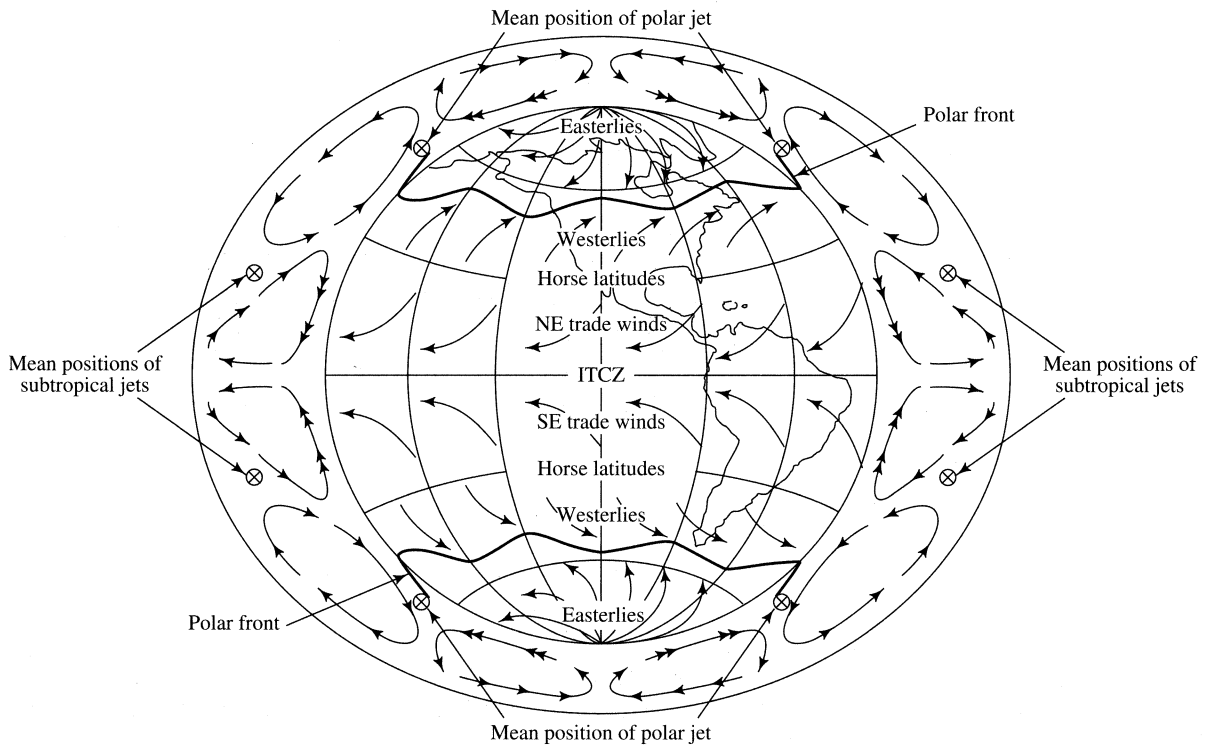 Mean position of polar jet
Polar front
Easterlies
Westerlies
Horse latitudes
NE trade winds
Mean positions of
subtropical jets
ITCZ
Mean positions of
subtropical jets
SE trade winds
Horse latitudes
Westerlies
Easterlies
Polar front
Mean position of polar jet